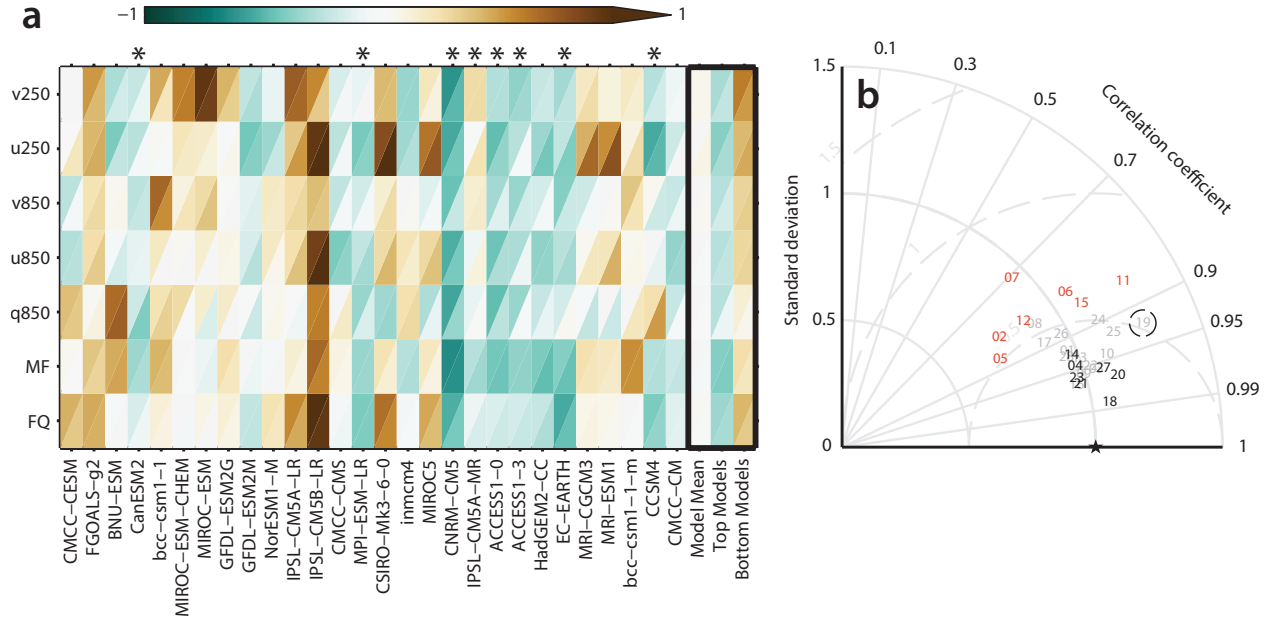 a
−1
1
* * * * * * * *
v250
u250
v850
u850
q850
MF
FQ
CMCC−CESM
FGOALS−g2
BNU−ESM
CanESM2
bcc−csm1−1
MIROC−ESM−CHEM
MIROC−ESM
GFDL−ESM2G
GFDL−ESM2M
NorESM1−M
IPSL−CM5A−LR
IPSL−CM5B−LR
CMCC−CMS
MPI−ESM−LR
CSIRO−Mk3−6−0
inmcm4
MIROC5
CNRM−CM5
IPSL−CM5A−MR
ACCESS1−0
ACCESS1−3
HadGEM2−CC
EC−EARTH
MRI−CGCM3
MRI−ESM1
bcc−csm1−1−m
CCSM4
CMCC−CM
Model Mean
Top Models
Bottom Models
b
Standard deviation
1.5
1
0.5
0
Correlation coefficient
0.1
0.3
0.5
0.7
0.9
0.95
0.99
1
1.5
1
07
06
11
15
12
08
24
19
25
02
17
26
05
01
14
10
04
27
20
23
21
18